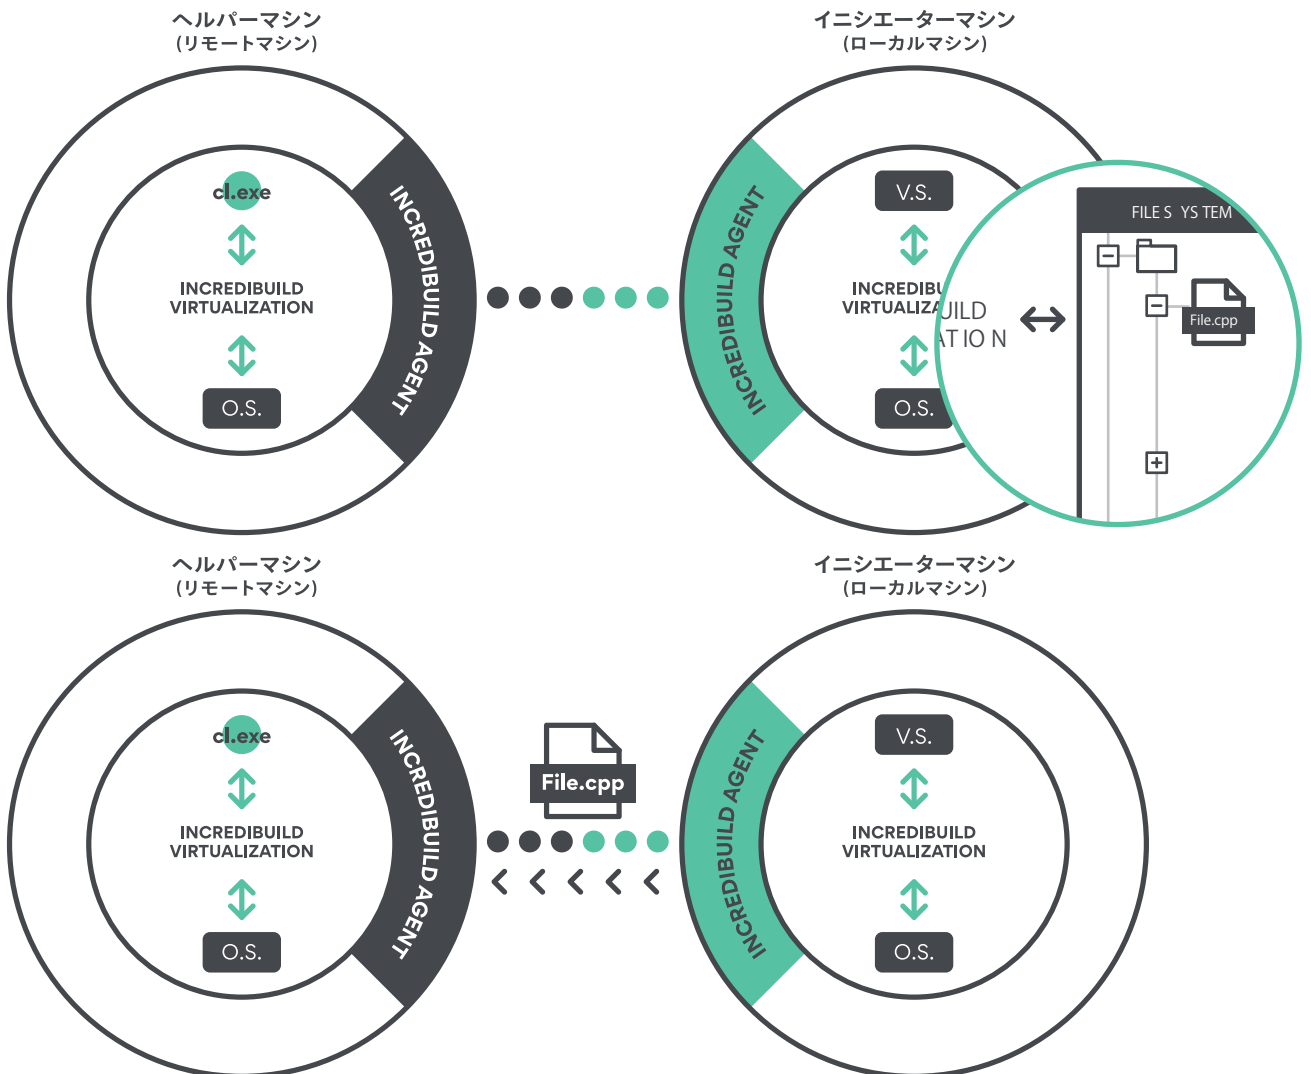 ヘルパーマシン
(リモートマシン)
イニシエーターマシン
(ローカルマシン)
cl.exe
INCREDIBUILD
VIRTUALIZATION
O.S.
INCREDIBUILD AGENT
INCREDIBUILD AGENT
V.S.
INCREDIBU
VIRTUALIZA
O.S.
UILD
ATIO N
FILE S YS TEM
File.cpp
ヘルパーマシン
(リモートマシン)
イニシエーターマシン
(ローカルマシン)
cl.exe
INCREDIBUILD
VIRTUALIZATION
O.S.
INCREDIBUILD AGENT
File.cpp
INCREDIBUILD AGENT
V.S.
INCREDIBUILD
VIRTUALIZATION
O.S.